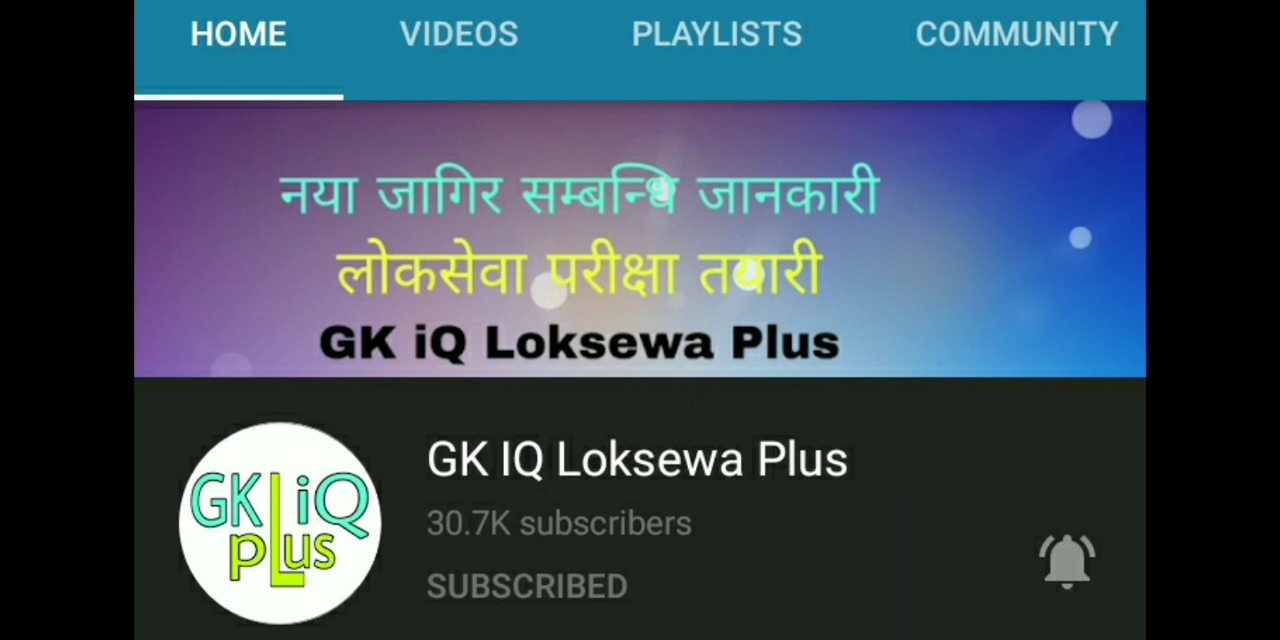 HOME VIDEOS PLAYLISTS COMMUNITY
नया जागिर सम्बन्धि जानकारी
लोकसेवा परीक्षा तयारी
GK iQ Loksewa Plus
GK iQ
pLus
GK IQ Loksewa Plus
30.7K subscribers
SUBSCRIBED